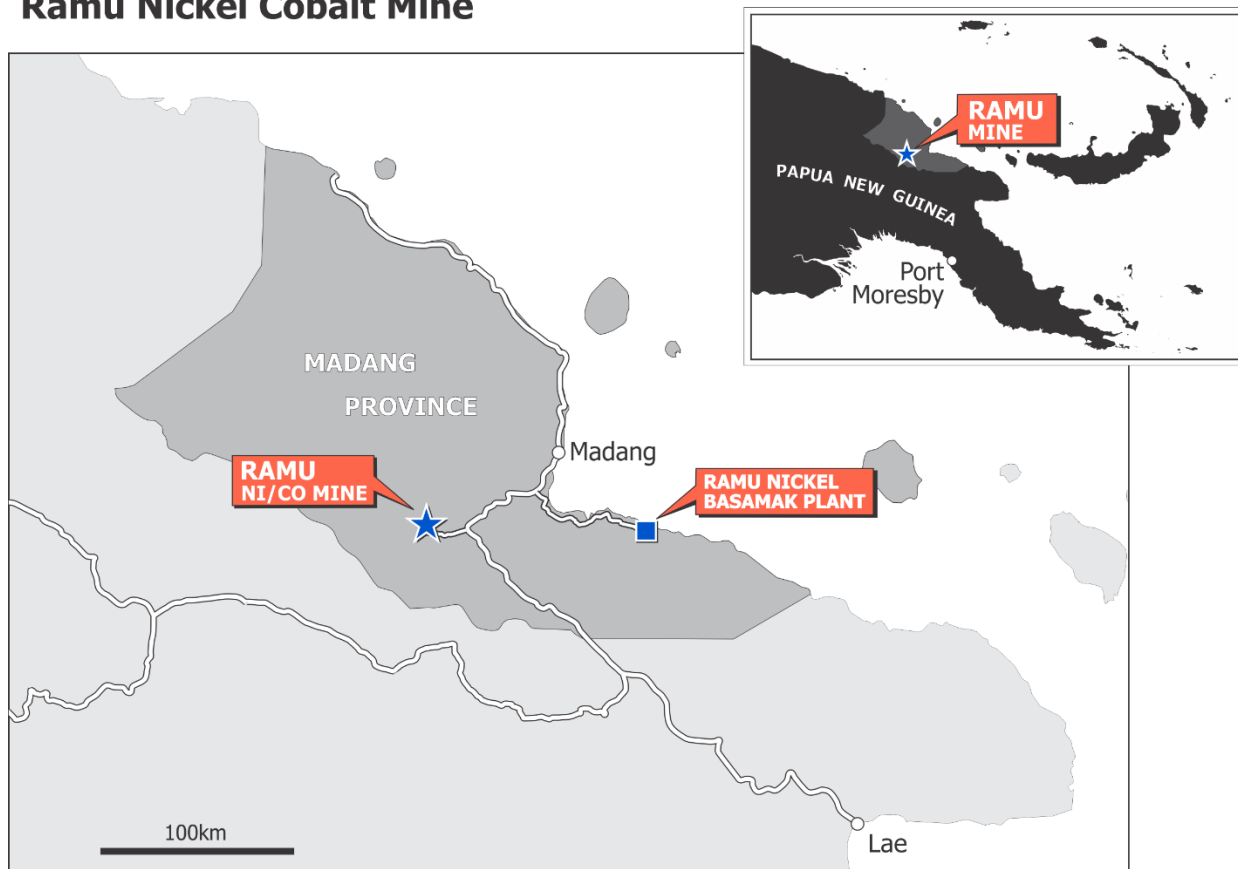 Ramu Nickel Cobalt Mine
RAMU
MINE
PAPUA NEW GUINEA
Port
Moresby
MADANG
PROVINCE
Madang
RAMU
NI/CO MINE
RAMU NICKEL
BASAMAK PLANT
100km
Lae